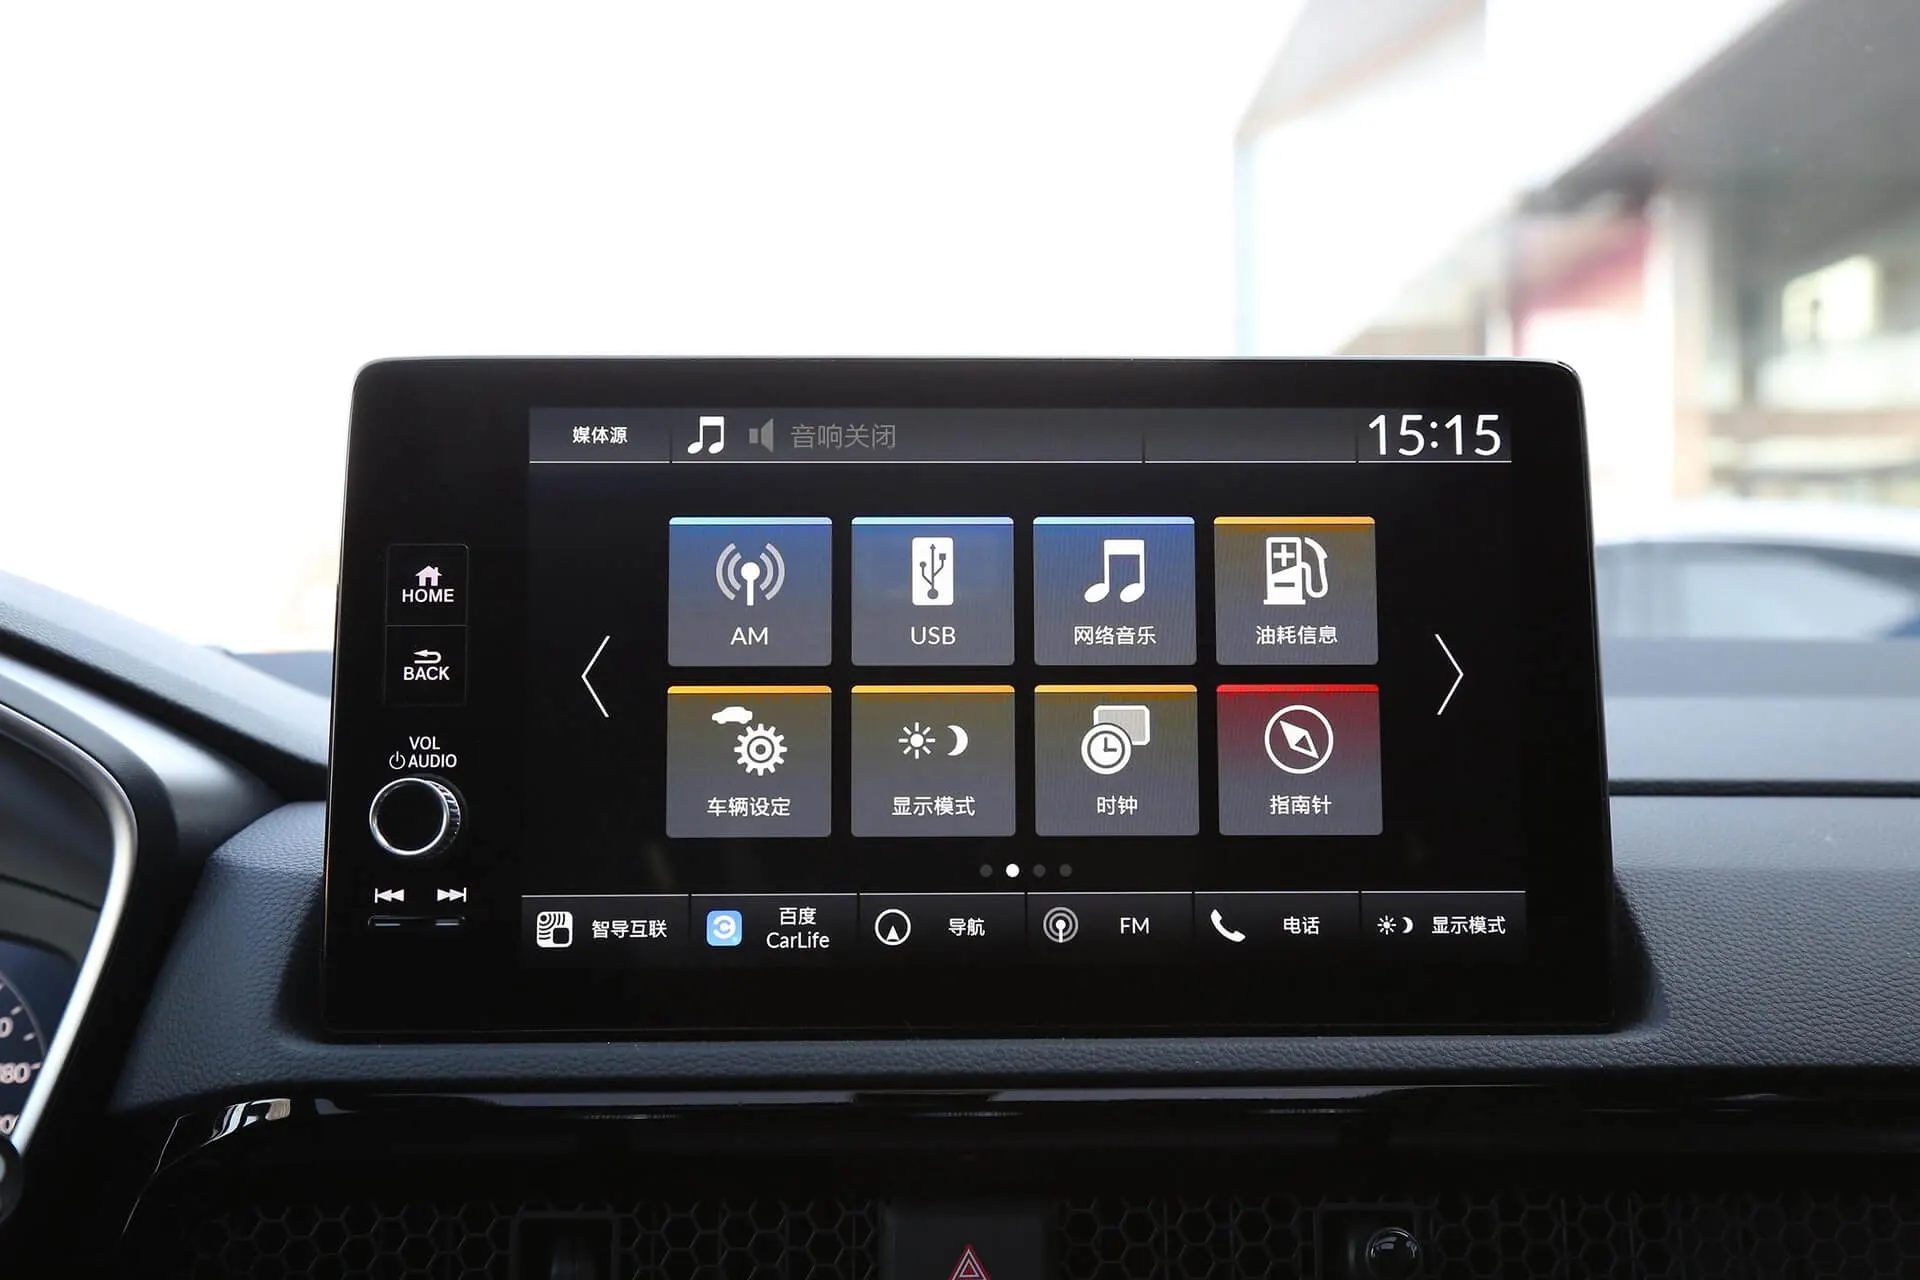 媒体源
音响关闭
15:15
HOME
BACK
VOL
AUDIO
AM
USB
网络音乐
油耗信息
车辆设定
显示模式
时钟
指南针
智导互联
百度
CarLife
导航
FM
电话
显示模式